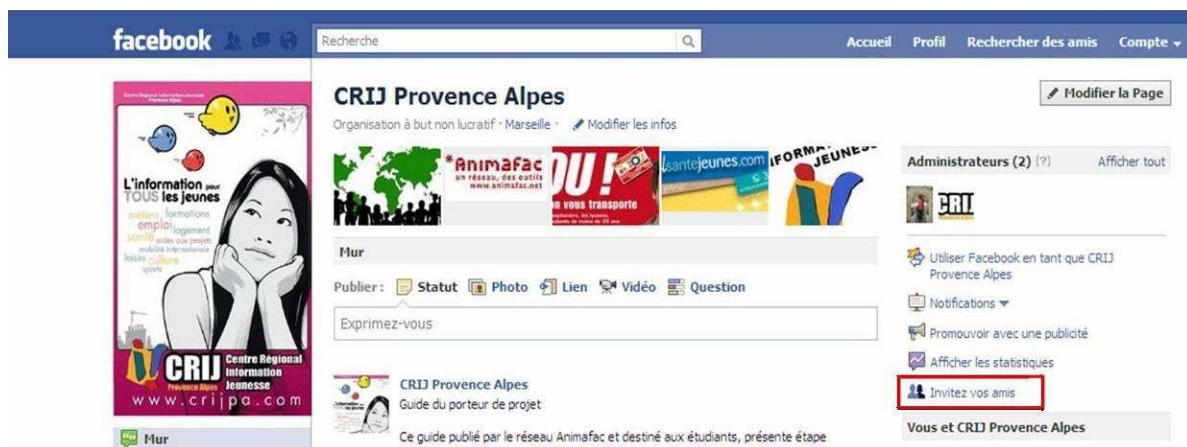 facebook
Recherche
Accueil Profil Rechercher des amis Compte
L'information pour
TOUS les jeunes
métiers formations
emploi logement
santé aides aux projets
mobilité internationale
loisirs culture
sports
CRIJ Centre Régional
Information
Provence Alpes Jeunesse
www.crijpa.com
Mur
CRIJ Provence Alpes
Organisation à but non lucratif · Marseille · Modifier les infos
*Animafac
un réseau, des outils
www.animafac.net
OU !
on vous transporte
santejeunes.com
INFORMA
JEUNES
Mur
Publier : Statut Photo Lien Vidéo Question
Exprimez-vous
CRIJ Provence Alpes
Guide du porteur de projet
Ce guide publié par le réseau Animafac et destiné aux étudiants, présente étape
Modifier la Page
Administrateurs (2) [?] Afficher tout
CRIJ
Utiliser Facebook en tant que CRIJ
Provence Alpes
Notifications
Promouvoir avec une publicité
Afficher les statistiques
Invitez vos amis
Vous et CRIJ Provence Alpes